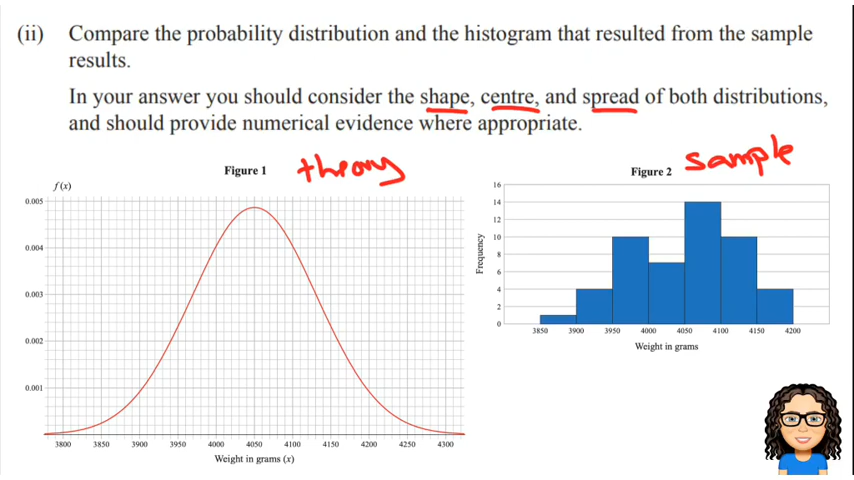 (ii) Compare the probability distribution and the histogram that resulted from the sample
results.
In your answer you should consider the shape, centre, and spread of both distributions,
and should provide numerical evidence where appropriate.
Figure 1 theory
f(x)
0.005
0.004
0.003
0.002
0.001
3800 3850 3900 3950 4000 4050 4100 4150 4200 4250 4300
Weight in grams (x)
Figure 2 sample
Frequency
16
14
12
10
8
6
4
2
0
3850 3900 3950 4000 4050 4100 4150 4200
Weight in grams